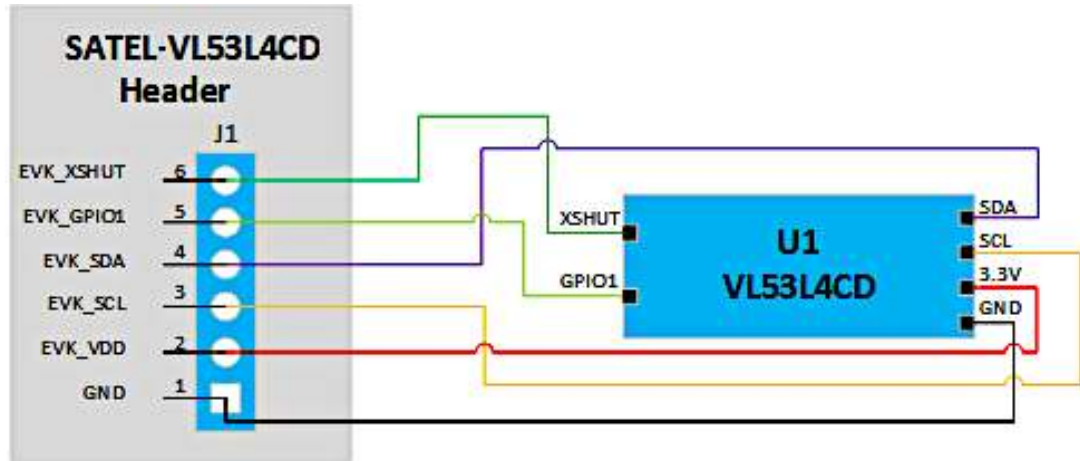 SATEL-VL53L4CD
Header
J1
EVK_XSHUT 6
EVK_GPIO1 5
EVK_SDA 4
EVK_SCL 3
EVK_VDD 2
GND 1
XSHUT
GPIO1
U1
VL53L4CD
SDA
SCL
3.3V
GND